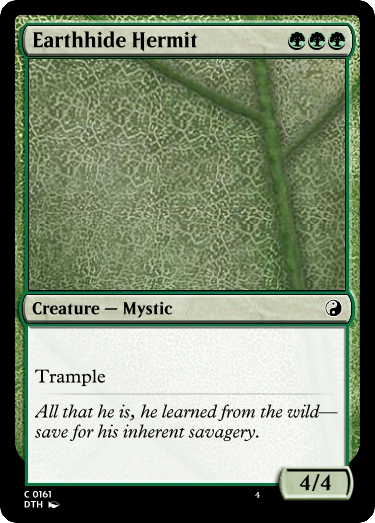 Earthhide Hermit
Creature — Mystic
Trample
All that he is, he learned from the wild—
save for his inherent savagery.
4/4
C 0161
4
DTH